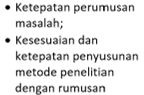 • Ketepatan perumusan
masalah;
• Kesesuaian dan
ketepatan penyusunan
metode penelitian
dengan rumusan